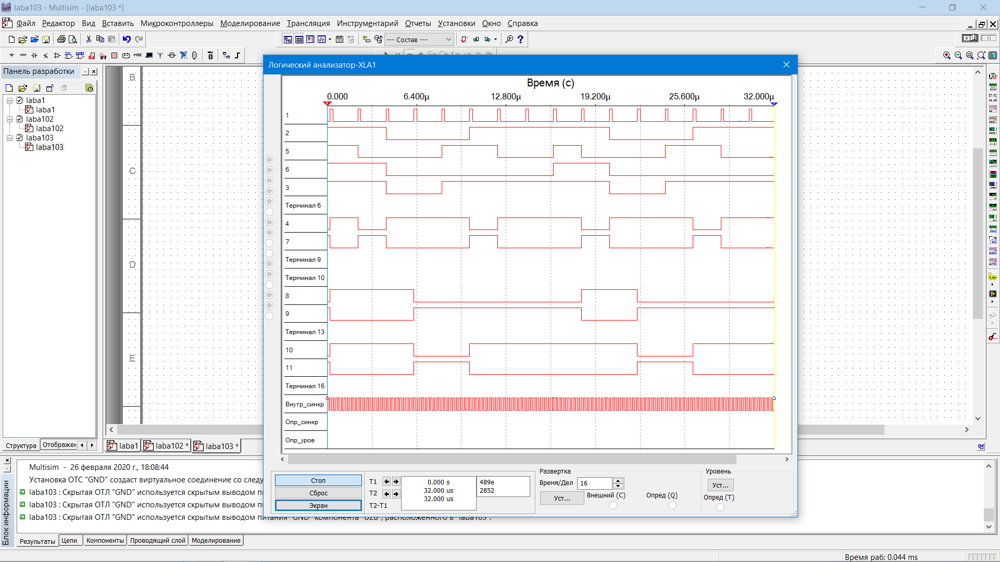 laba103 - Multisim - [laba103 *]
Файл Редактор Вид Вставить Микроконтроллеры Моделирование Трансляция Инструментарий Отчеты Установки Окно Справка
--- Состав ---
MISC
Панель разработки
laba1
laba1
laba102
laba102
laba103
laba103
Структура
Отображен
B
C
D
E
Логический анализатор-XLA1
Время (с)
0.000 6.400µ 12.800µ 19.200µ 25.600µ 32.000µ
1
2
5
6
3
Терминал 6
4
7
Терминал 9
Терминал 10
8
9
Терминал 13
10
11
Терминал 16
Внутр_синхр
Опр_синхр
Опр_уров
Стоп
Сброс
Экран
T1
T2
T2-T1
0.000 s
32.000 us
32.000 us
489e
2852
Развертка
Время/Дел 16
Уст...
Внешний (C)
Опред (Q)
Уровень
Уст...
Опред (T)
laba1 laba102 * laba103 *
Multisim - 26 февраля 2020 г., 18:08:44
Установка ОТС "GND" создаст виртуальное соединение со следу
laba103 : Скрытая ОТЛ "GND" используется скрытым выводом п
laba103 : Скрытая ОТЛ "GND" используется скрытым выводом п
laba103 : Скрытая ОТЛ "GND" используется скрытым выводом питания "GND" компонента "U2B", расположенного в "laba103".
Блок информации
Результаты Цепи Компоненты Проводящий слой Моделирование
Время раб: 0.044 ms